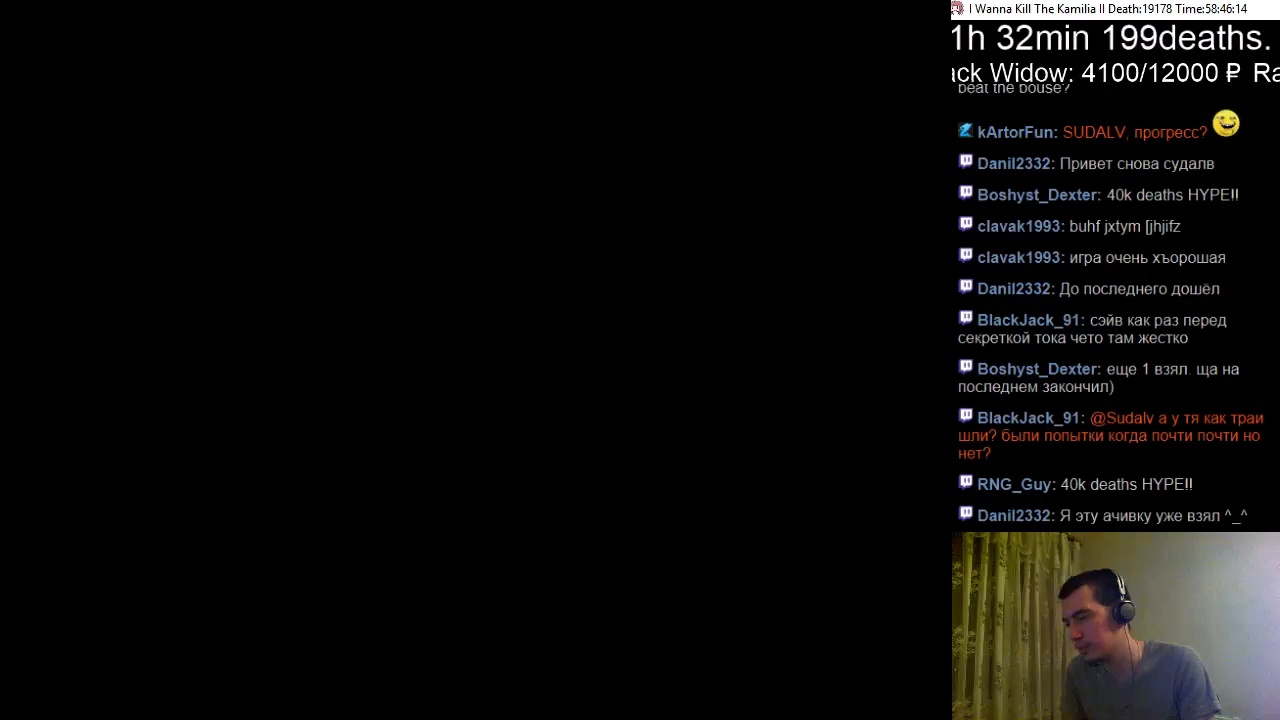 I Wanna Kill The Kamilia II Death:19178 Time:58:46:14
1h 32min 199deaths.
ack Widow: 4100/12000 ₽ Ra
beat the bouse?
kArtorFun: SUDALV, прогресс?
Danil2332: Привет снова судалв
Boshyst_Dexter: 40k deaths HYPE!!
clavak1993: buhf jxtym [jhjifz
clavak1993: игра очень хъорошая
Danil2332: До последнего дошёл
BlackJack_91: сэйв как раз перед
секреткой тока чето там жестко
Boshyst_Dexter: еще 1 взял. ща на
последнем закончил)
BlackJack_91: @Sudalv а у тя как траи
шли? были попытки когда почти почти но
нет?
RNG_Guy: 40k deaths HYPE!!
Danil2332: Я эту ачивку уже взял ^_^